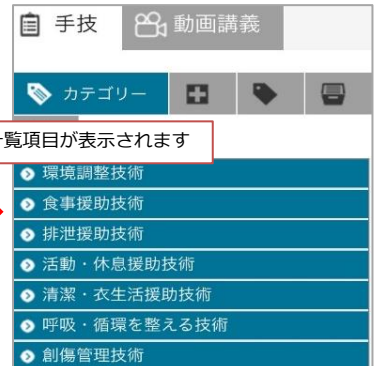 手技
動画講義
カテゴリー
一覧項目が表示されます
環境調整技術
食事援助技術
排泄援助技術
活動・休息援助技術
清潔・衣生活援助技術
呼吸・循環を整える技術
創傷管理技術